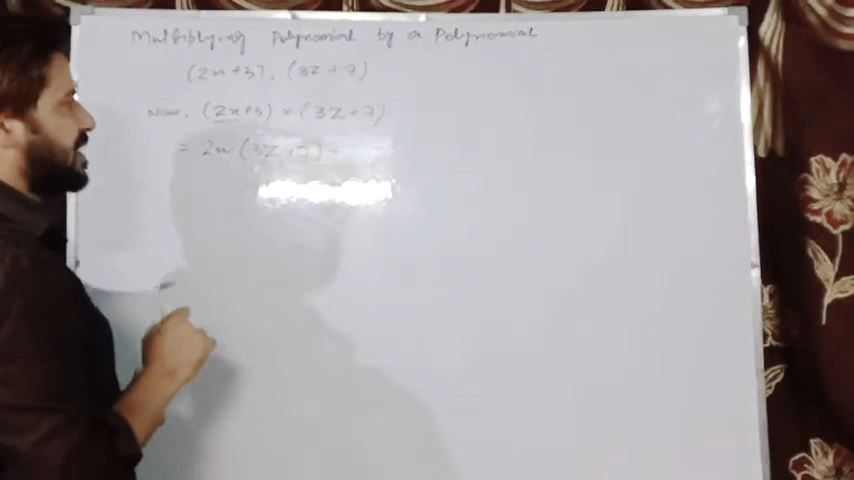 Multiplying Polynomial by a Polynomial
(2x+3), (3Z+7)
Now, (2x+3) × (3Z+7)
= 2x (3Z+7) -